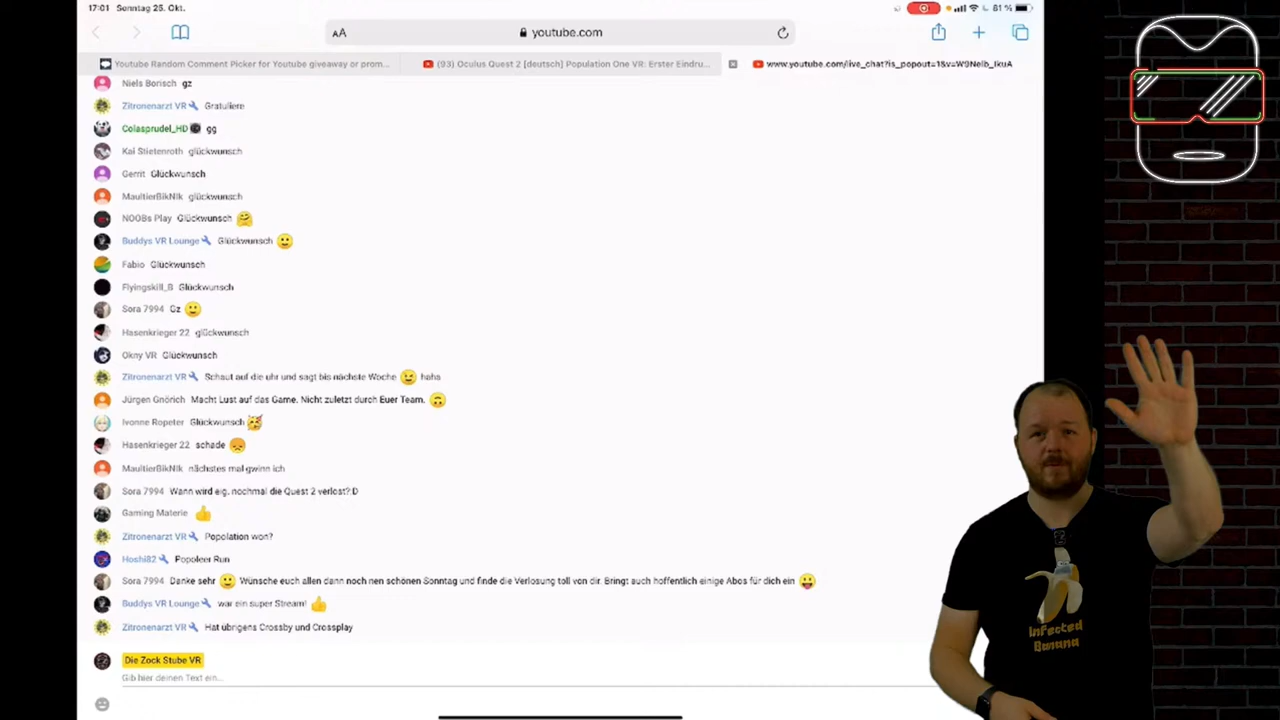 17:01 Sonntag 25. Okt.
81 %
AA
youtube.com
Youtube Random Comment Picker for Youtube giveaway or prom...
(93) Oculus Quest 2 [deutsch] Population One VR: Erster Eindru...
www.youtube.com/live_chat?is_popout=1&v=W9Nelb_IkuA
Niels Borisch gz
Zitronenarzt VR Gratuliere
Colasprudel_HD gg
Kai Stietenroth glückwunsch
Gerrit Glückwunsch
MaultierBikNIk glückwunsch
NOOBs Play Glückwunsch 🤗
Buddys VR Lounge Glückwunsch 🙂
Fabio Glückwunsch
Flyingskill_B Glückwunsch
Sora 7994 Gz 🙂
Hasenkrieger 22 glückwunsch
Okny VR Glückwunsch
Zitronenarzt VR Schaut auf die uhr und sagt bis nächste Woche 😉 haha
Jürgen Gnörich Macht Lust auf das Game. Nicht zuletzt durch Euer Team. 🙃
Ivonne Ropeter Glückwunsch 🥳
Hasenkrieger 22 schade 😞
MaultierBikNIk nächstes mal gwinn ich
Sora 7994 Wann wird eig. nochmal die Quest 2 verlost? :D
Gaming Materie 👍
Zitronenarzt VR Popolation won?
Hoshi82 Popoleer Run
Sora 7994 Danke sehr 🙂 Wünsche euch allen dann noch nen schönen Sonntag und finde die Verlosung toll von dir. Bringt auch hoffentlich einige Abos für dich ein 😛
Buddys VR Lounge war ein super Stream! 👍
Zitronenarzt VR Hat übrigens Crossby und Crossplay
Die Zock Stube VR
Gib hier deinen Text ein...
Infected
Banana